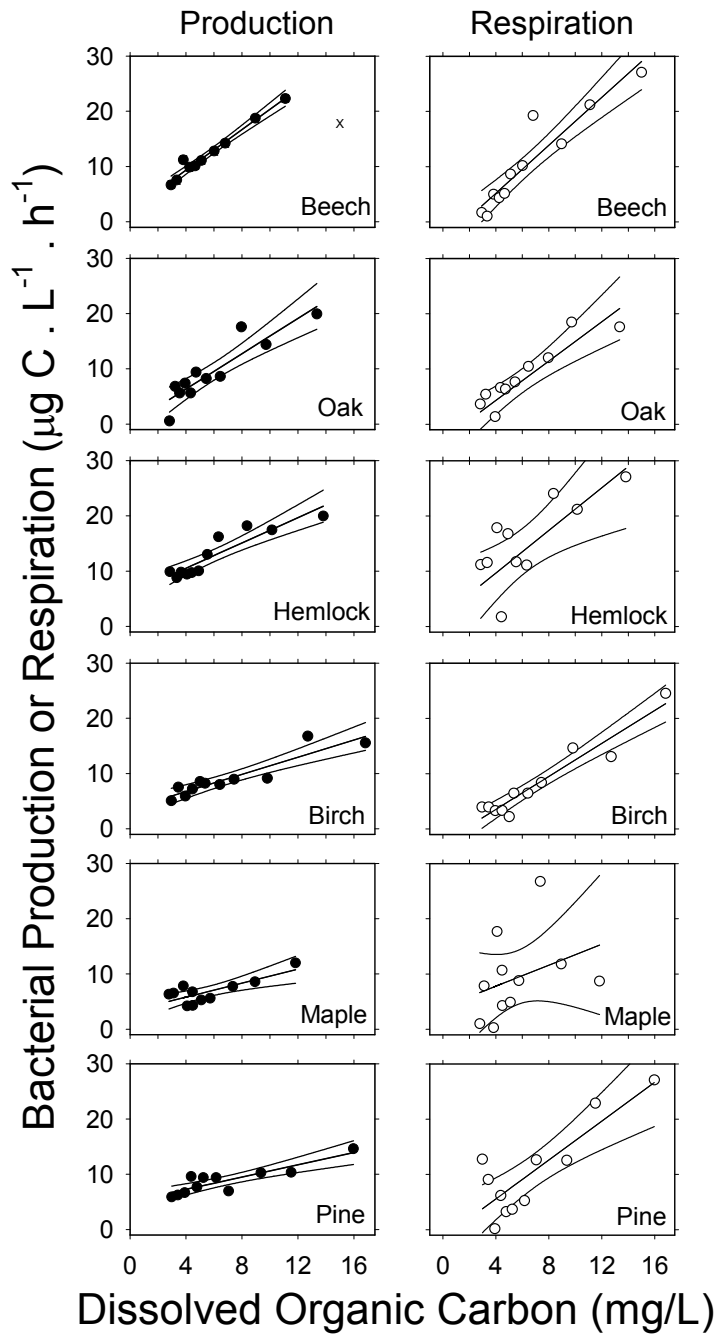 Production Respiration
30
20
10
0
x
Beech Beech
30
20
10
0
Oak Oak
30
20
10
0
Hemlock Hemlock
30
20
10
0
Birch Birch
30
20
10
0
Maple Maple
30
20
10
0
Pine Pine
0 4 8 12 16 0 4 8 12 16
Dissolved Organic Carbon (mg/L)
Bacterial Production or Respiration (μg C . L⁻¹ . h⁻¹)